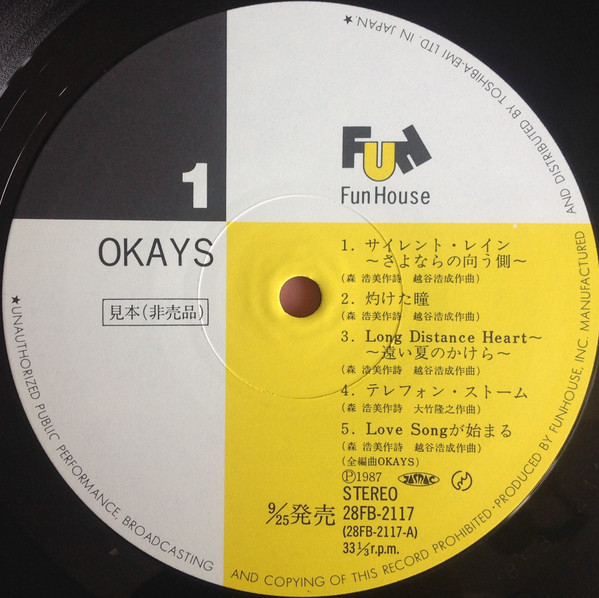 1
OKAYS
見本(非売品)
FUN
Fun House
1. サイレント・レイン
〜さよならの向う側〜
(森 浩美作詩 越谷浩成作曲)
2. 灼けた瞳
(森 浩美作詩 越谷浩成作曲)
3. Long Distance Heart〜
〜遠い夏のかけら〜
(森 浩美作詩 越谷浩成作曲)
4. テレフォン・ストーム
(森 浩美作詩 大竹隆之作曲)
5. Love Songが始まる
(森 浩美作詩 越谷浩成作曲)
(全編曲OKAYS)
Ⓟ1987 JASRAC
STEREO
9/25発売 28FB-2117
(28FB-2117-A)
33 1/3 r.p.m.
★UNAUTHORIZED PUBLIC PERFORMANCE, BROADCASTING AND COPYING OF THIS RECORD PROHIBITED・PRODUCED BY FUNHOUSE, INC. MANUFACTURED AND DISTRIBUTED BY TOSHIBA-EMI LTD. IN JAPAN.★